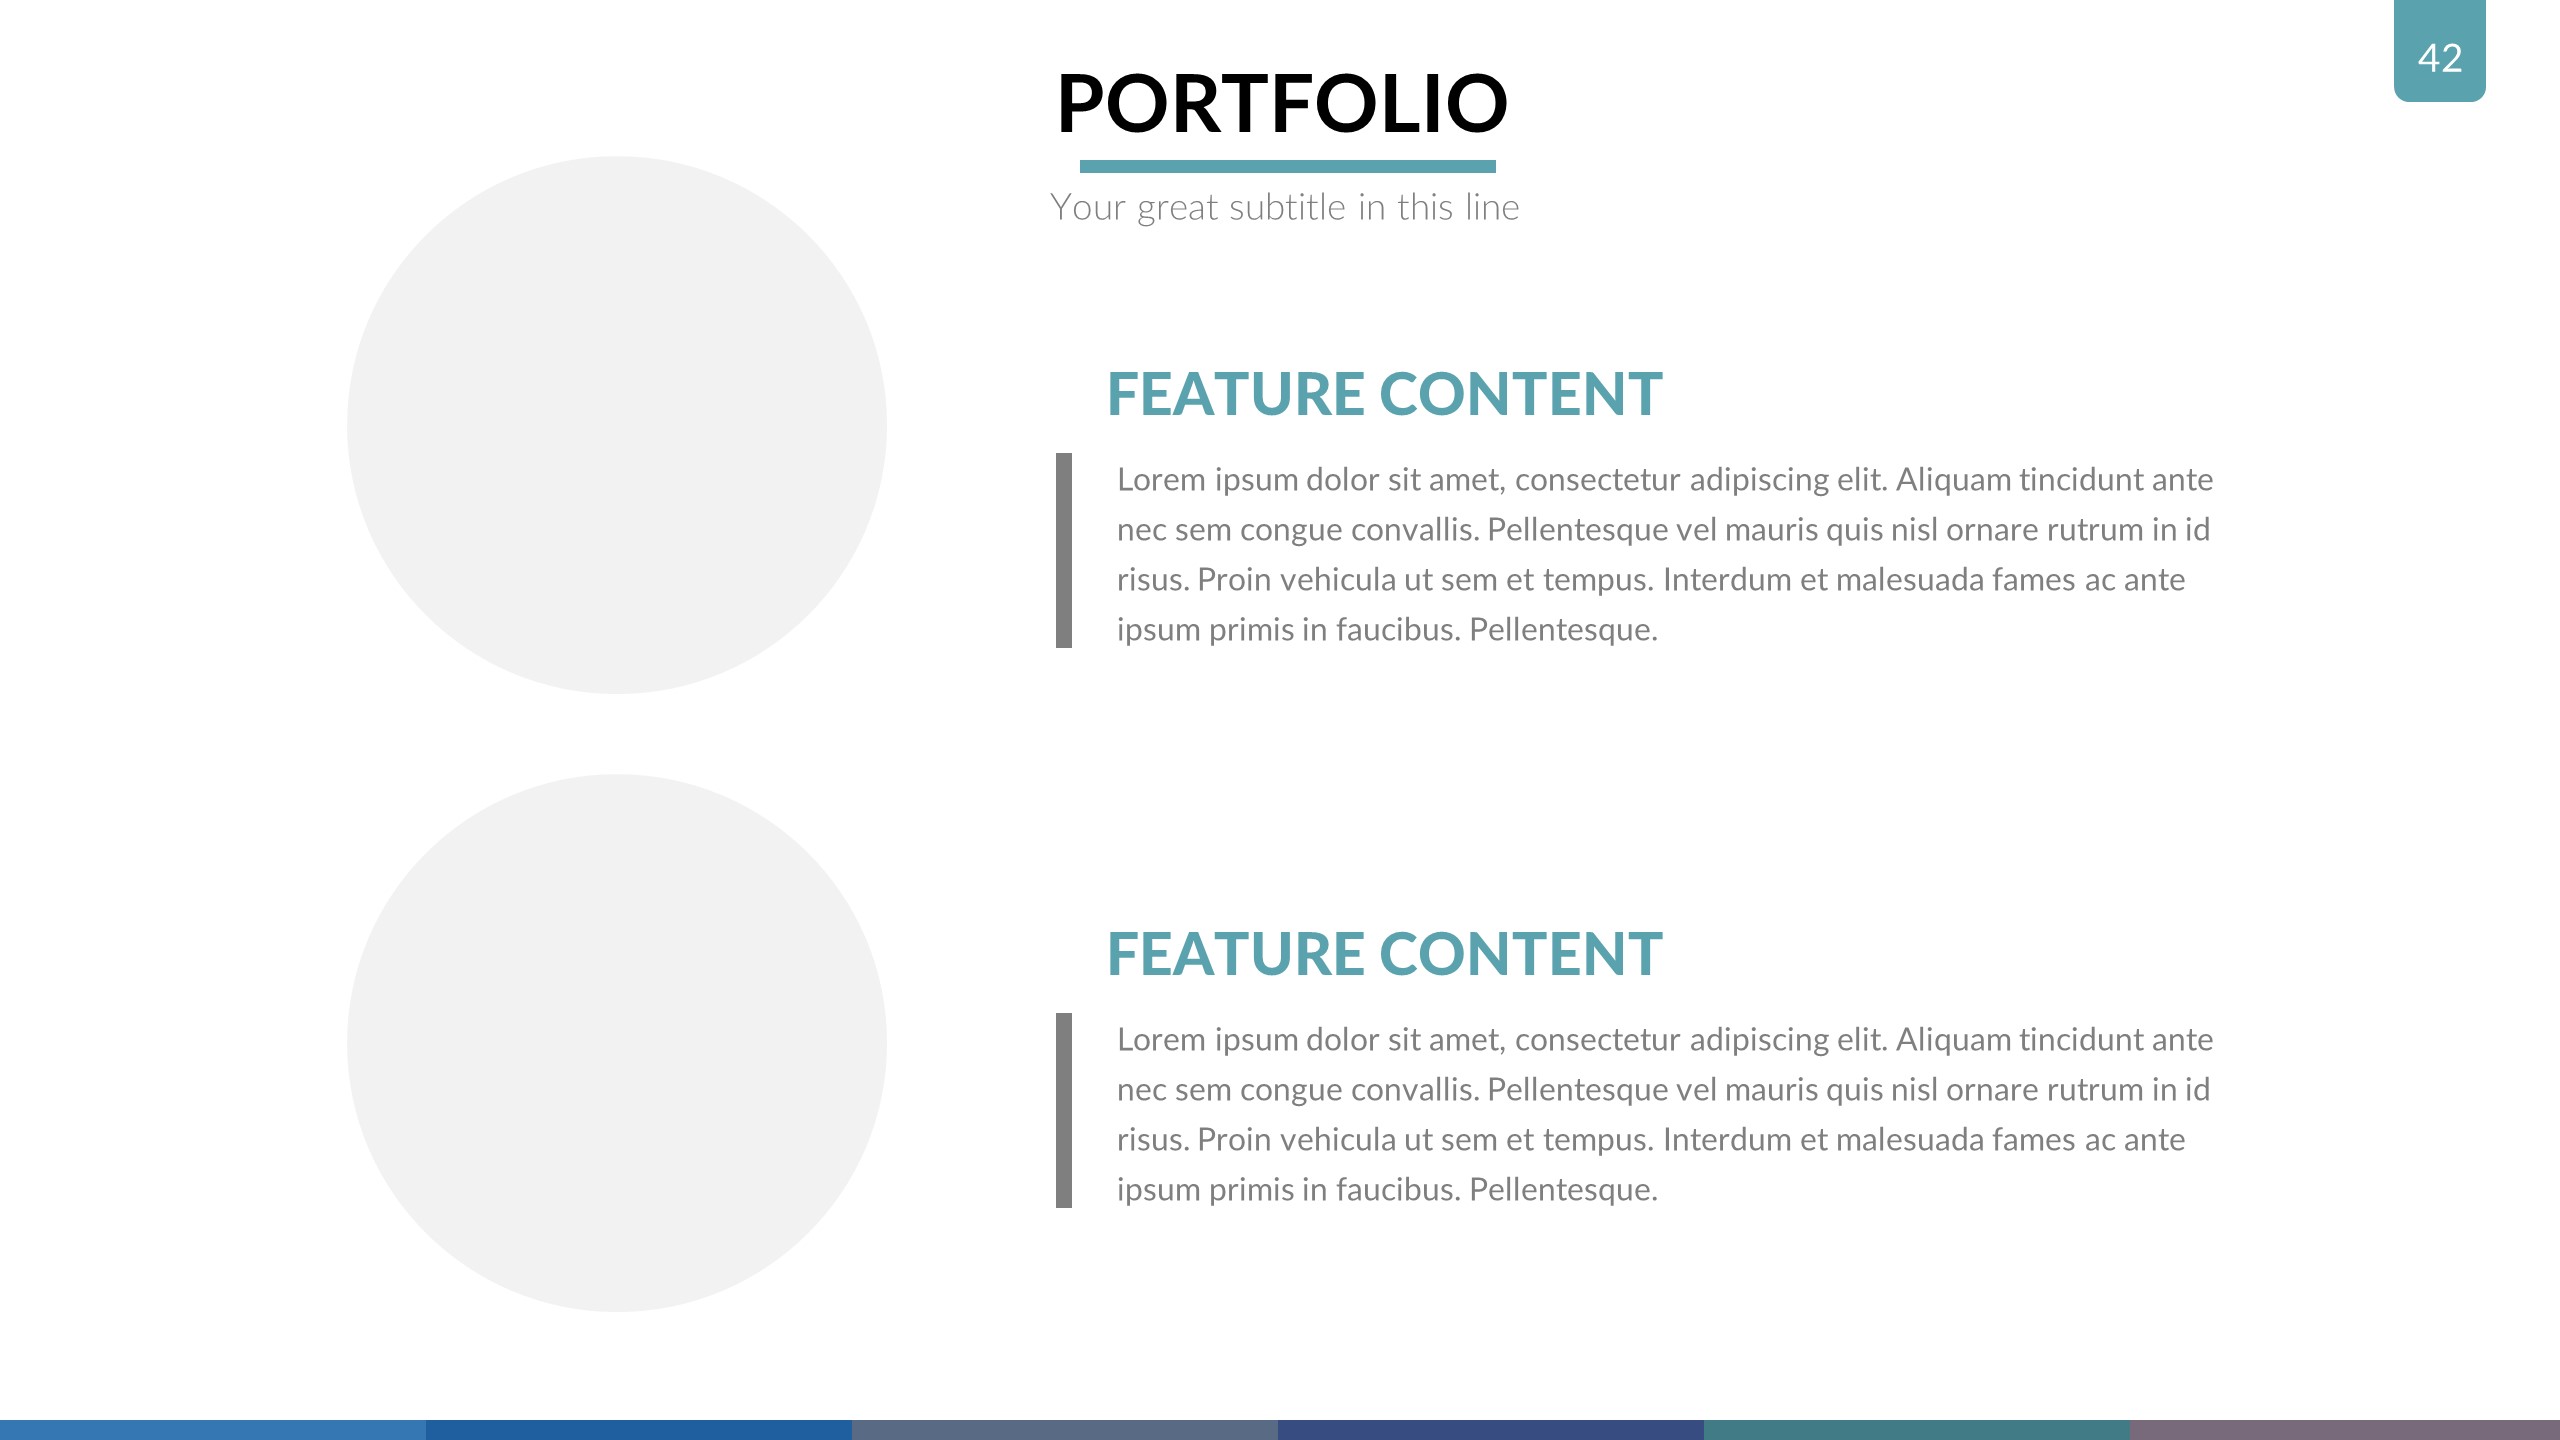 42
PORTFOLIO
Your great subtitle in this line
FEATURE CONTENT
Lorem ipsum dolor sit amet, consectetur adipiscing elit. Aliquam tincidunt ante
nec sem congue convallis. Pellentesque vel mauris quis nisl ornare rutrum in id
risus. Proin vehicula ut sem et tempus. Interdum et malesuada fames ac ante
ipsum primis in faucibus. Pellentesque.
FEATURE CONTENT
Lorem ipsum dolor sit amet, consectetur adipiscing elit. Aliquam tincidunt ante
nec sem congue convallis. Pellentesque vel mauris quis nisl ornare rutrum in id
risus. Proin vehicula ut sem et tempus. Interdum et malesuada fames ac ante
ipsum primis in faucibus. Pellentesque.